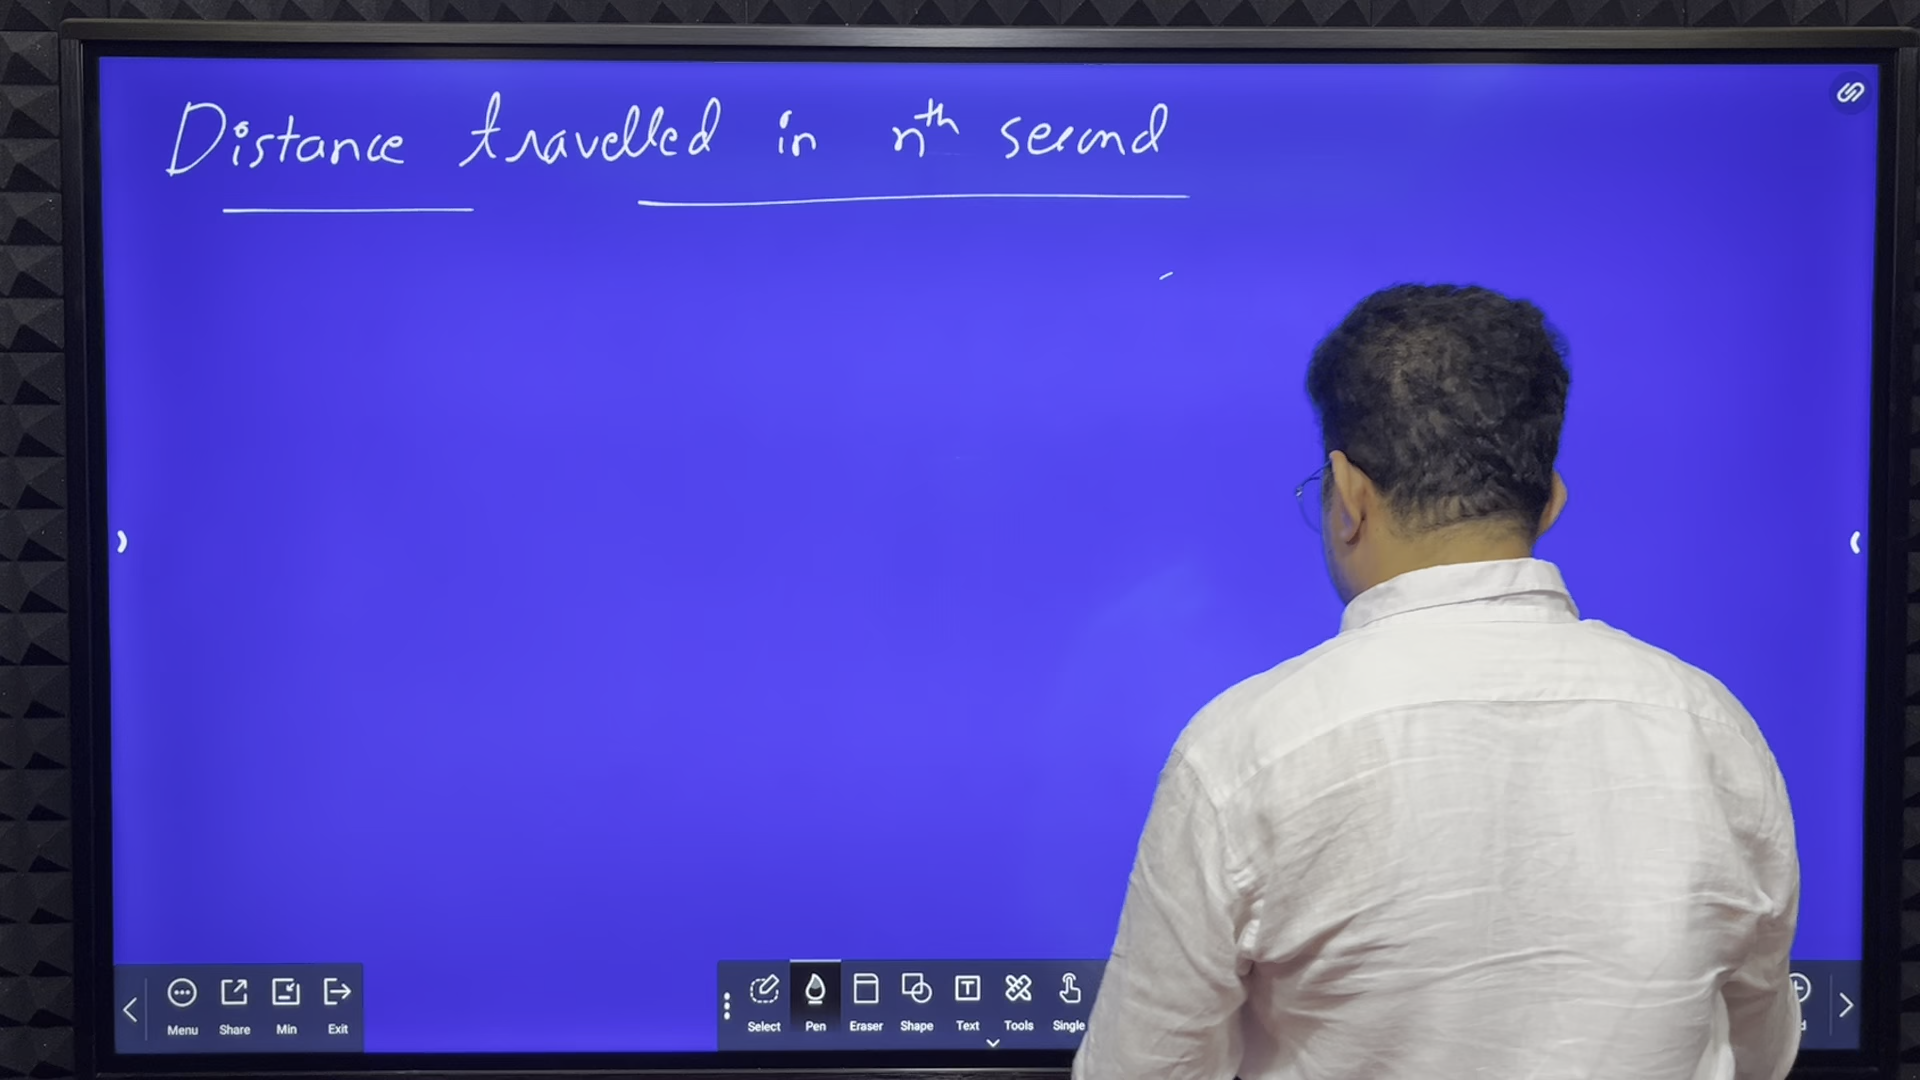 Distance travelled in nth second
Menu Share Min Exit
Select Pen Eraser Shape Text Tools Single